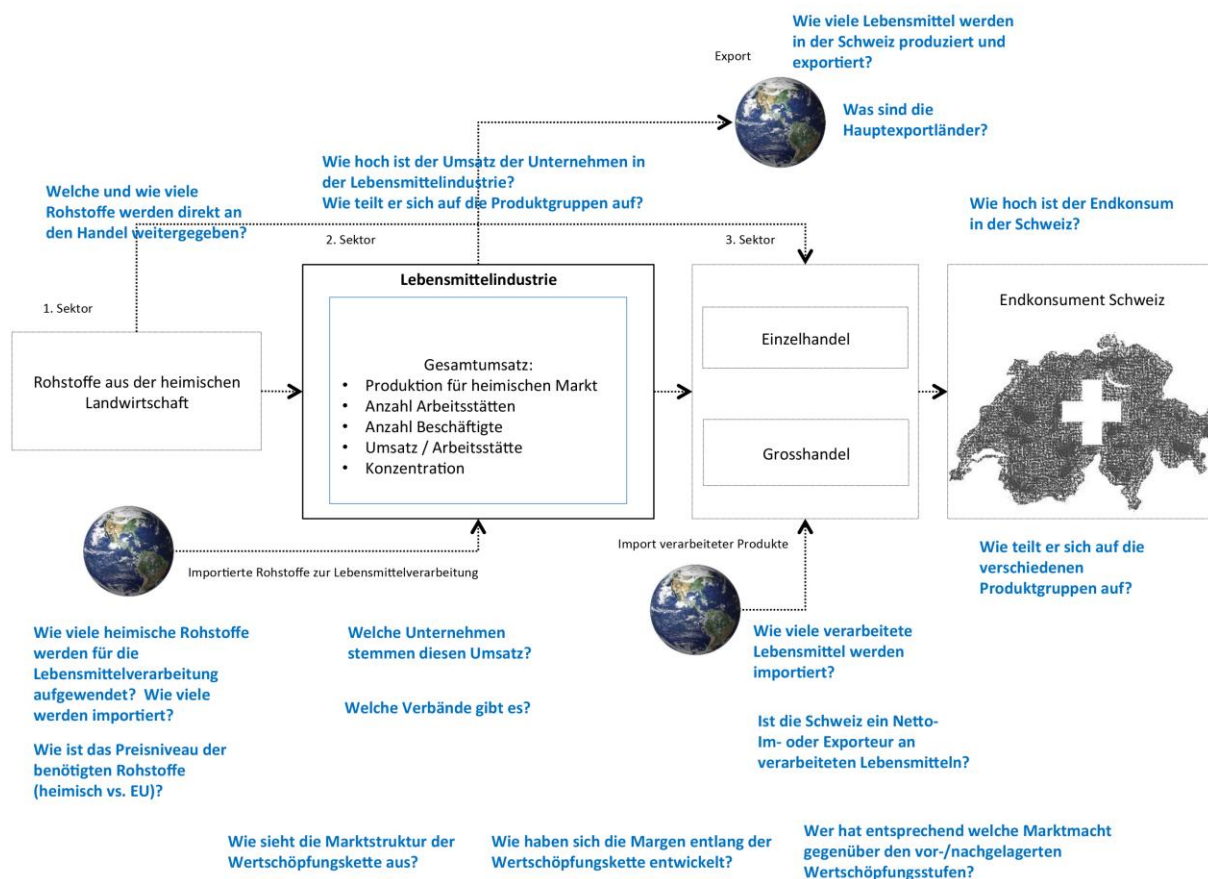 Wie viele Lebensmittel werden
in der Schweiz produziert und
exportiert?
Export
Was sind die
Hauptexportländer?
Wie hoch ist der Umsatz der Unternehmen in
der Lebensmittelindustrie?
Wie teilt er sich auf die Produktgruppen auf?
Welche und wie viele
Rohstoffe werden direkt an
den Handel weitergegeben?
Wie hoch ist der Endkonsum
in der Schweiz?
1. Sektor
2. Sektor
3. Sektor
Rohstoffe aus der heimischen
Landwirtschaft
Lebensmittelindustrie
Gesamtumsatz:
• Produktion für heimischen Markt
• Anzahl Arbeitsstätten
• Anzahl Beschäftigte
• Umsatz / Arbeitsstätte
• Konzentration
Einzelhandel
Grosshandel
Endkonsument Schweiz
Importierte Rohstoffe zur Lebensmittelverarbeitung
Import verarbeiteter Produkte
Wie teilt er sich auf die
verschiedenen
Produktgruppen auf?
Wie viele heimische Rohstoffe
werden für die
Lebensmittelverarbeitung
aufgewendet? Wie viele
werden importiert?
Wie ist das Preisniveau der
benötigten Rohstoffe
(heimisch vs. EU)?
Welche Unternehmen
stemmen diesen Umsatz?
Welche Verbände gibt es?
Wie viele verarbeitete
Lebensmittel werden
importiert?
Ist die Schweiz ein Netto-
Im- oder Exporteur an
verarbeiteten Lebensmitteln?
Wie sieht die Marktstruktur der
Wertschöpfungskette aus?
Wie haben sich die Margen entlang der
Wertschöpfungskette entwickelt?
Wer hat entsprechend welche Marktmacht
gegenüber den vor-/nachgelagerten
Wertschöpfungsstufen?